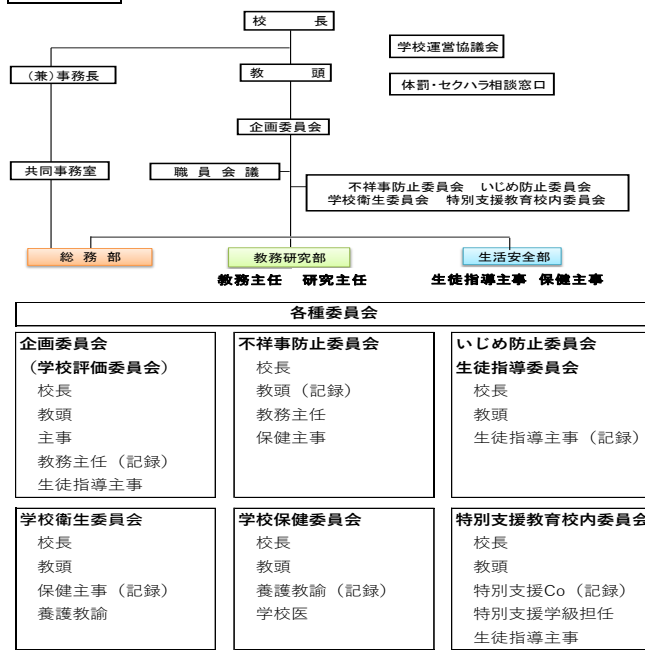 校　　長
学校運営協議会
(兼)事務長
教　　頭
体罰・セクハラ相談窓口
企画委員会
共同事務室
職 員 会 議
不祥事防止委員会　いじめ防止委員会
学校衛生委員会　特別支援教育校内委員会
総 務 部
教務研究部
生活安全部
教務主任　研究主任
生徒指導主事 保健主事
各種委員会
企画委員会
（学校評価委員会）
校長
教頭
主事
教務主任（記録）
生徒指導主事
不祥事防止委員会
校長
教頭（記録）
教務主任
保健主事
いじめ防止委員会
生徒指導委員会
校長
教頭
生徒指導主事（記録）
学校衛生委員会
校長
教頭
保健主事（記録）
養護教諭
学校保健委員会
校長
教頭
養護教諭（記録）
学校医
特別支援教育校内委員会
校長
教頭
特別支援Co（記録）
特別支援学級担任
生徒指導主事